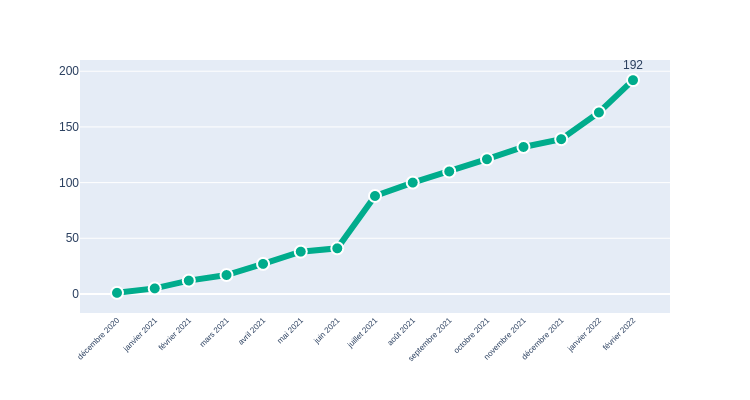 192
200
150
100
50
0
décembre 2020
janvier 2021
février 2021
mars 2021
avril 2021
mai 2021
juin 2021
juillet 2021
août 2021
septembre 2021
octobre 2021
novembre 2021
décembre 2021
janvier 2022
février 2022